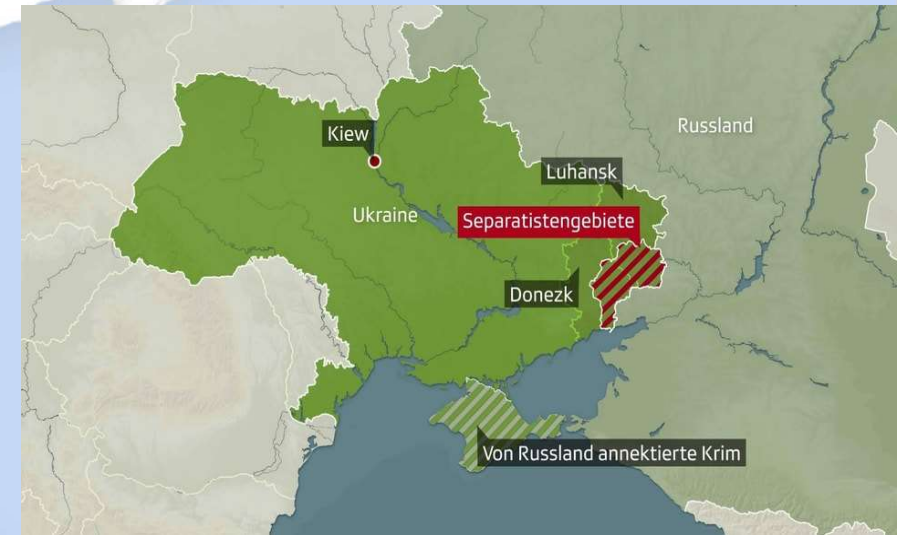 Kiew
Russland
Luhansk
Ukraine
Separatistengebiete
Donezk
Von Russland annektierte Krim